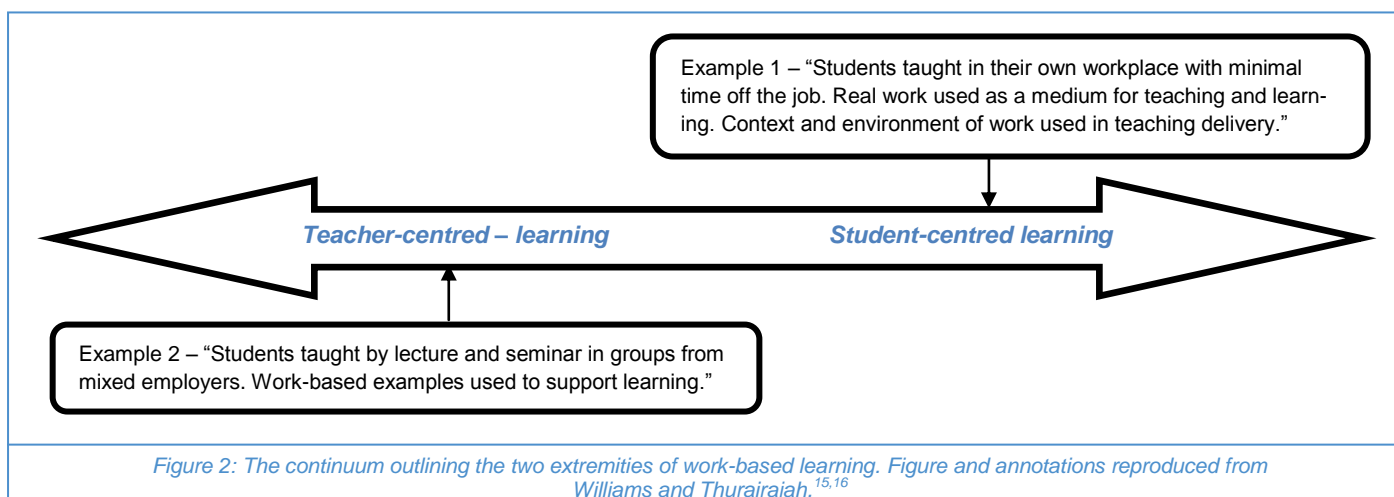 Example 1 – “Students taught in their own workplace with minimal
time off the job. Real work used as a medium for teaching and learn-
ing. Context and environment of work used in teaching delivery.”
Teacher-centred – learning
Student-centred learning
Example 2 – “Students taught by lecture and seminar in groups from
mixed employers. Work-based examples used to support learning.”
Figure 2: The continuum outlining the two extremities of work-based learning. Figure and annotations reproduced from
Williams and Thurairajah.15,16